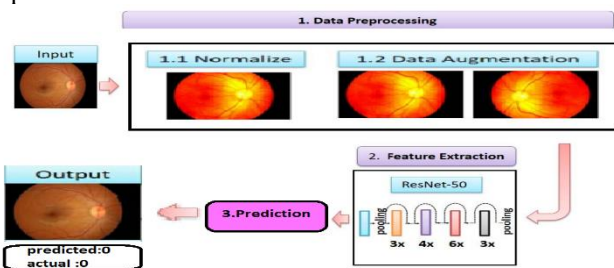 1. Data Preprocessing
Input
1.1 Normalize
1.2 Data Augmentation
2. Feature Extraction
ResNet-50
pooling
3x
4x
6x
3x
pooling
3.Prediction
Output
predicted:0
actual :0